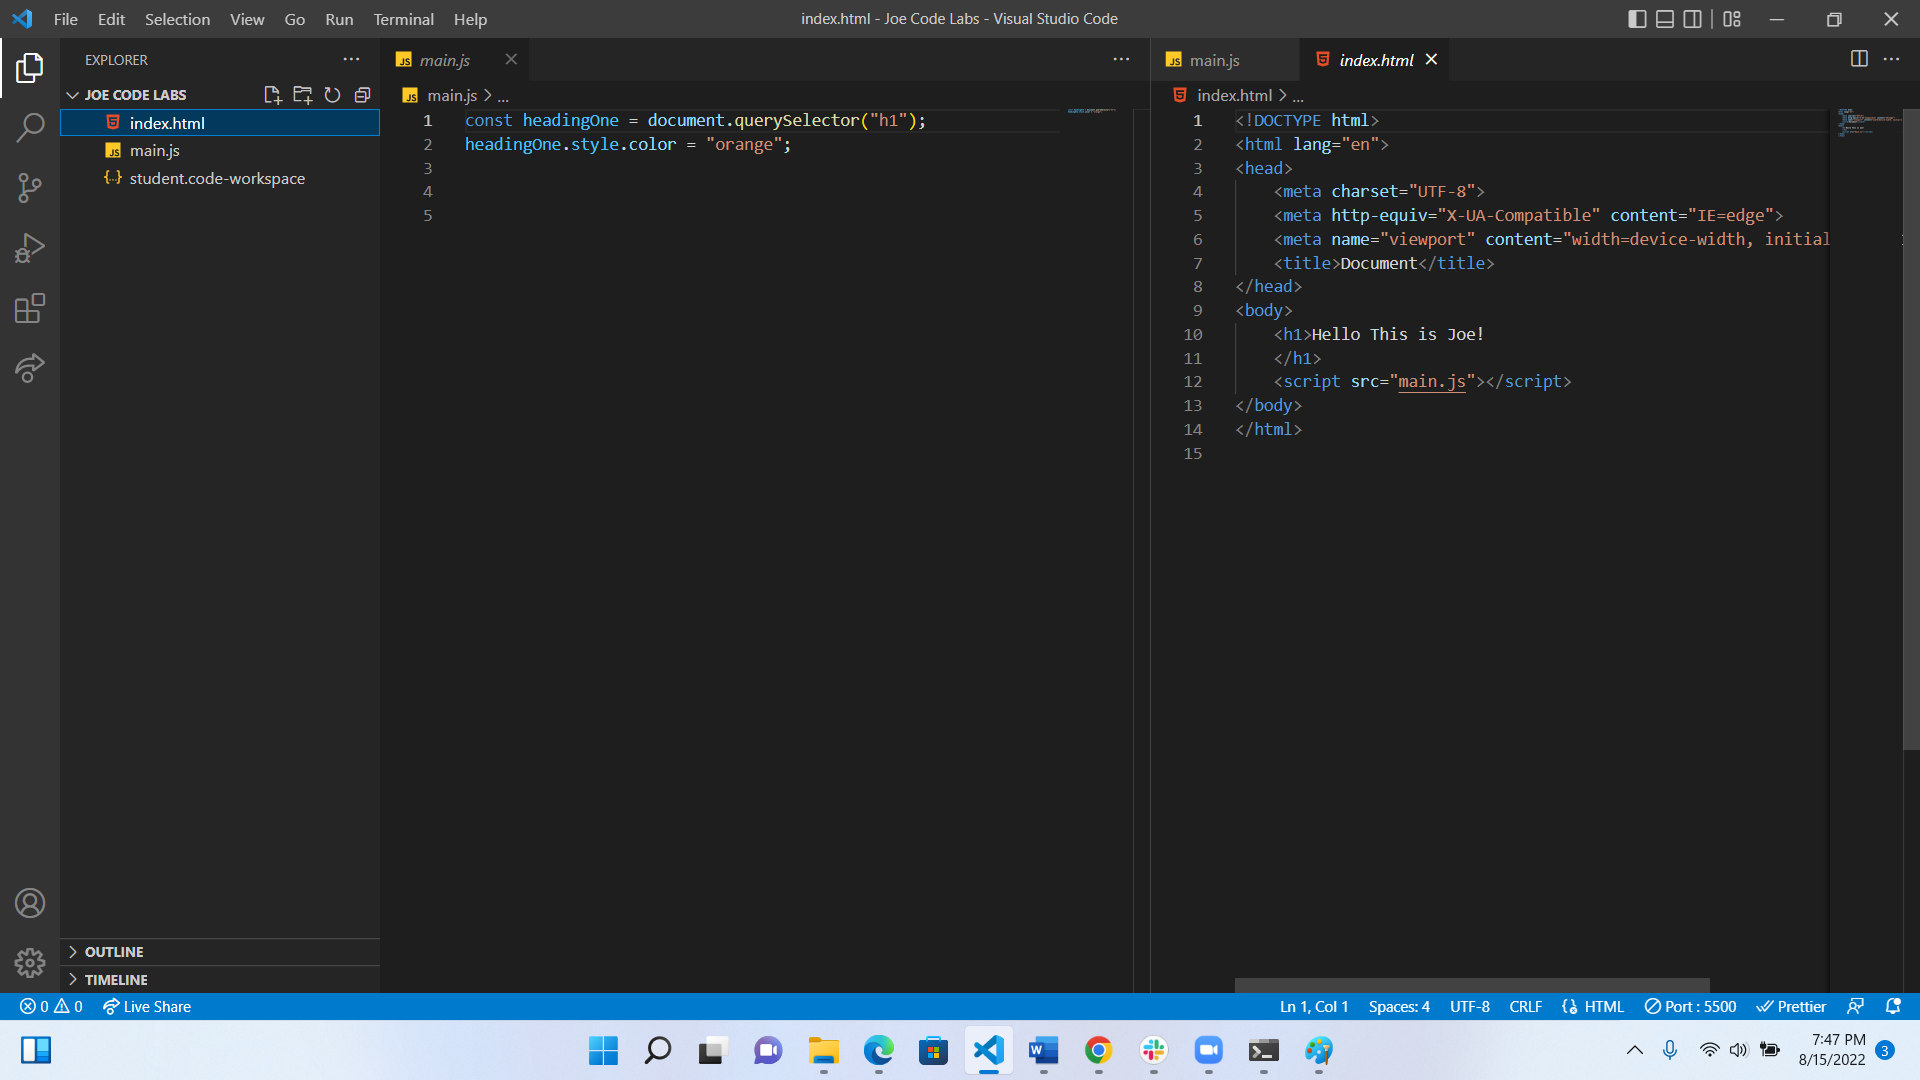 File Edit Selection View Go Run Terminal Help
index.html - Joe Code Labs - Visual Studio Code
EXPLORER
JOE CODE LABS
index.html
main.js
student.code-workspace
OUTLINE
TIMELINE
main.js
main.js > ...
1 const headingOne = document.querySelector("h1");
2 headingOne.style.color = "orange";
3
4
5
main.js
index.html
index.html > ...
1 <!DOCTYPE html>
2 <html lang="en">
3 <head>
4 <meta charset="UTF-8">
5 <meta http-equiv="X-UA-Compatible" content="IE=edge">
6 <meta name="viewport" content="width=device-width, initial
7 <title>Document</title>
8 </head>
9 <body>
10 <h1>Hello This is Joe!
11 </h1>
12 <script src="main.js"></script>
13 </body>
14 </html>
15
0 0 Live Share
Ln 1, Col 1 Spaces: 4 UTF-8 CRLF HTML Port : 5500 Prettier
7:47 PM
8/15/2022 3